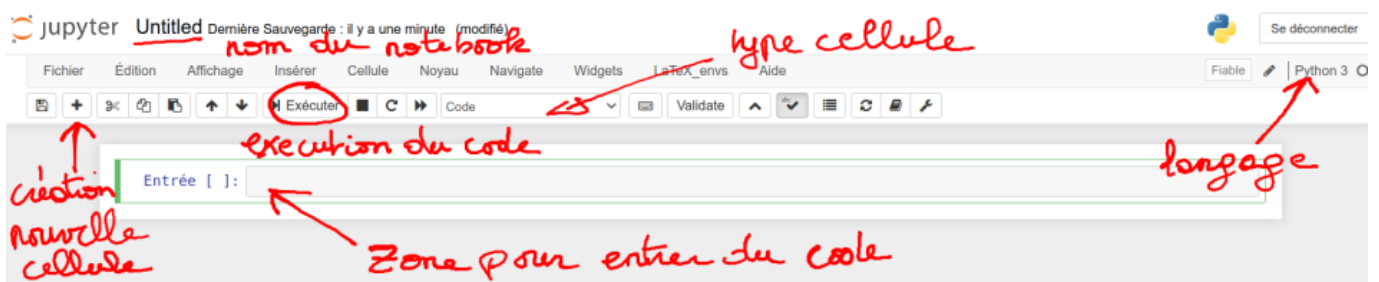 jupyter Untitled Dernière Sauvegarde : il y a une minute (modifié)
Se déconnecter
nom du notebook
type cellule
Fichier Édition Affichage Insérer Cellule Noyau Navigate Widgets LaTeX_envs Aide
Fiable Python 3
Exécuter Code Validate
execution du code
langage
Entrée [ ]:
création
nouvelle
cellule
Zone pour entrer du code